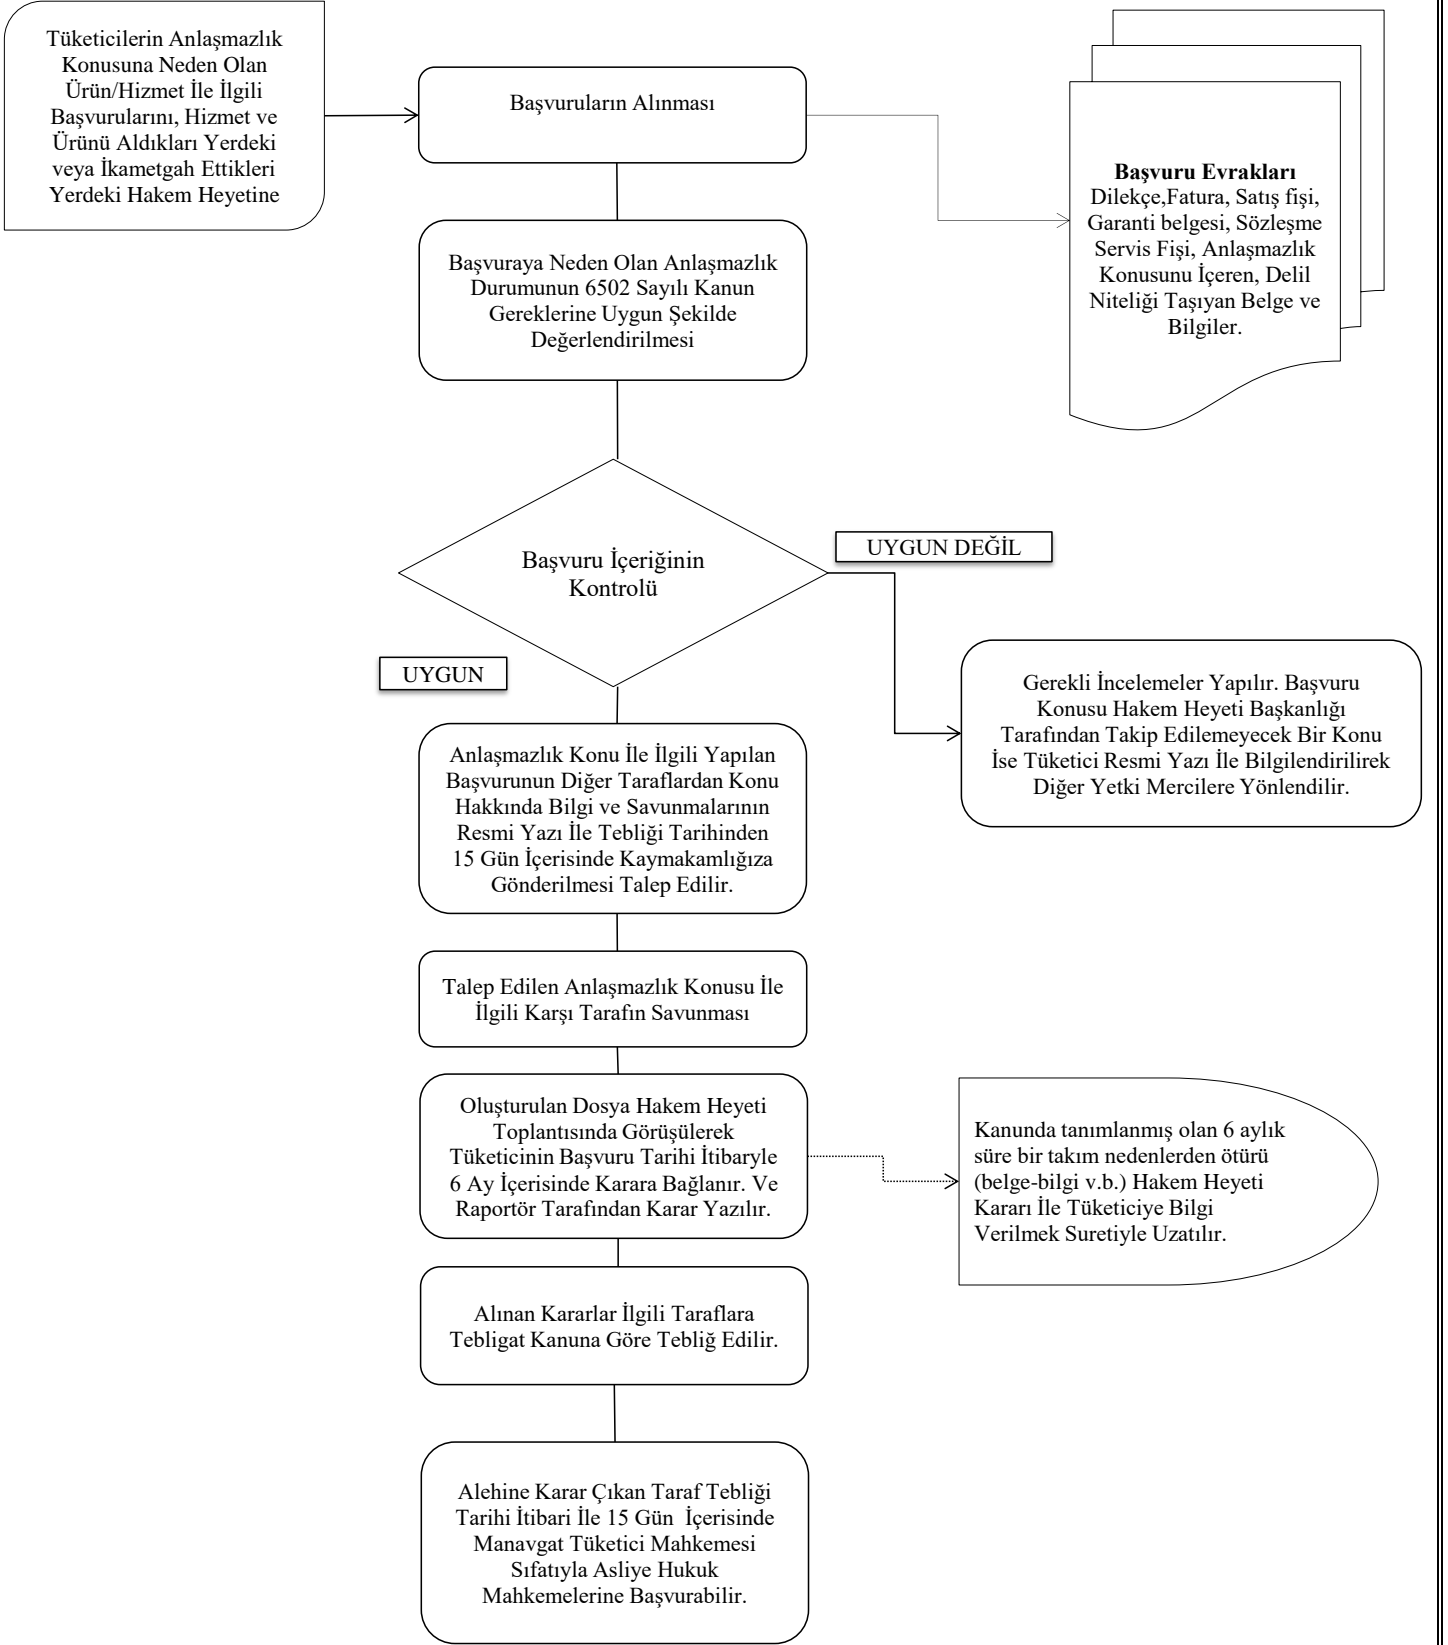 Tüketicilerin Anlaşmazlık
Konusuna Neden Olan
Ürün/Hizmet İle İlgili
Başvurularını, Hizmet ve
Ürünü Aldıkları Yerdeki
veya İkametgah Ettikleri
Yerdeki Hakem Heyetine
Başvuruların Alınması
Başvuru Evrakları
Dilekçe,Fatura, Satış fişi,
Garanti belgesi, Sözleşme
Servis Fişi, Anlaşmazlık
Konusunu İçeren, Delil
Niteliği Taşıyan Belge ve
Bilgiler.
Başvuraya Neden Olan Anlaşmazlık
Durumunun 6502 Sayılı Kanun
Gereklerine Uygun Şekilde
Değerlendirilmesi
Başvuru İçeriğinin
Kontrolü
UYGUN DEĞİL
UYGUN
Gerekli İncelemeler Yapılır. Başvuru
Konusu Hakem Heyeti Başkanlığı
Tarafından Takip Edilemeyecek Bir Konu
İse Tüketici Resmi Yazı İle Bilgilendirilirek
Diğer Yetki Mercilere Yönlendilir.
Anlaşmazlık Konu İle İlgili Yapılan
Başvurunun Diğer Taraflardan Konu
Hakkında Bilgi ve Savunmalarının
Resmi Yazı İle Tebliği Tarihinden
15 Gün İçerisinde Kaymakamlığıza
Gönderilmesi Talep Edilir.
Talep Edilen Anlaşmazlık Konusu İle
İlgili Karşı Tarafın Savunması
Oluşturulan Dosya Hakem Heyeti
Toplantısında Görüşülerek
Tüketicinin Başvuru Tarihi İtibaryle
6 Ay İçerisinde Karara Bağlanır. Ve
Raportör Tarafından Karar Yazılır.
Kanunda tanımlanmış olan 6 aylık
süre bir takım nedenlerden ötürü
(belge-bilgi v.b.) Hakem Heyeti
Kararı İle Tüketiciye Bilgi
Verilmek Suretiyle Uzatılır.
Alınan Kararlar İlgili Taraflara
Tebligat Kanuna Göre Tebliğ Edilir.
Alehine Karar Çıkan Taraf Tebliği
Tarihi İtibari İle 15 Gün  İçerisinde
Manavgat Tüketici Mahkemesi
Sıfatıyla Asliye Hukuk
Mahkemelerine Başvurabilir.